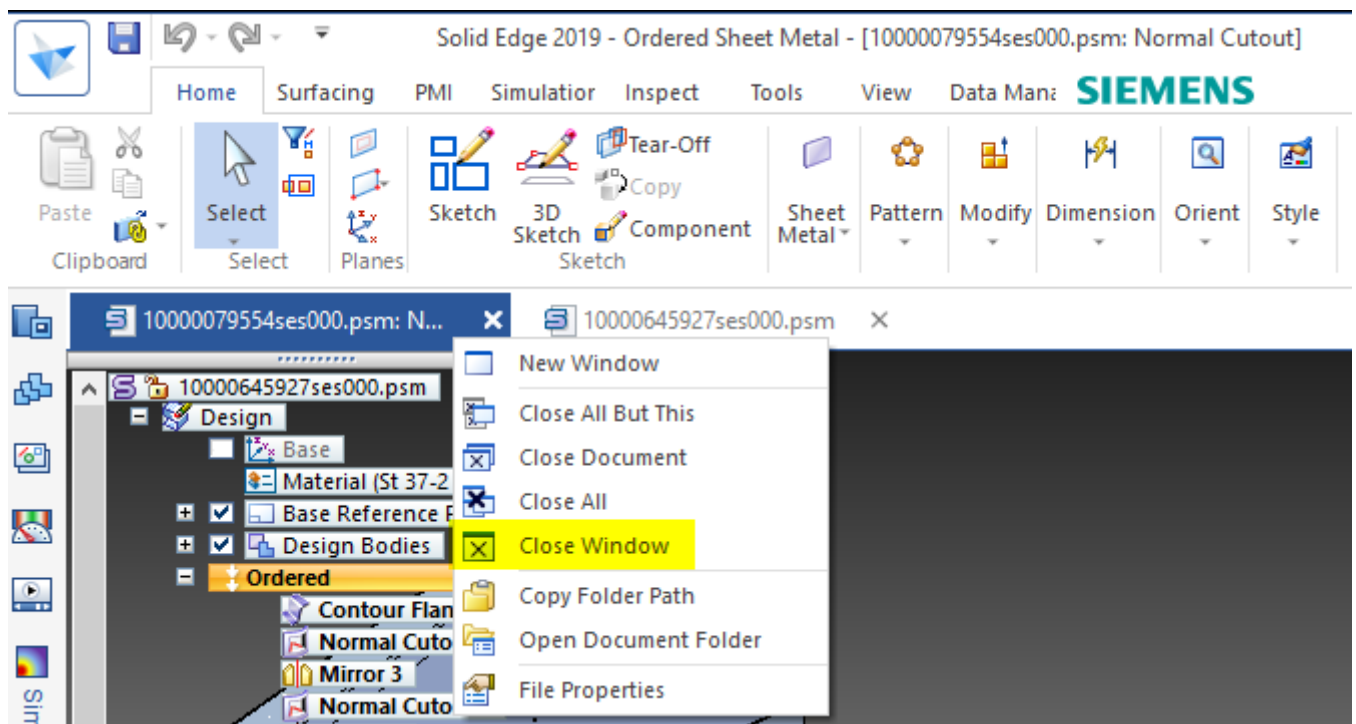 Solid Edge 2019 - Ordered Sheet Metal - [10000079554ses000.psm: Normal Cutout]
Home Surfacing PMI Simulation Inspect Tools View Data Mana SIEMENS
Paste
Clipboard
Select
Select
Planes
Sketch
3D Sketch
Tear-Off
Copy
Component
Sketch
Sheet Metal
Pattern
Modify
Dimension
Orient
Style
10000079554ses000.psm: N...
10000645927ses000.psm
10000645927ses000.psm
Design
Base
Material (St 37-2
Base Reference P
Design Bodies
Ordered
Contour Flan
Normal Cuto
Mirror 3
Normal Cuto
New Window
Close All But This
Close Document
Close All
Close Window
Copy Folder Path
Open Document Folder
File Properties
Sim